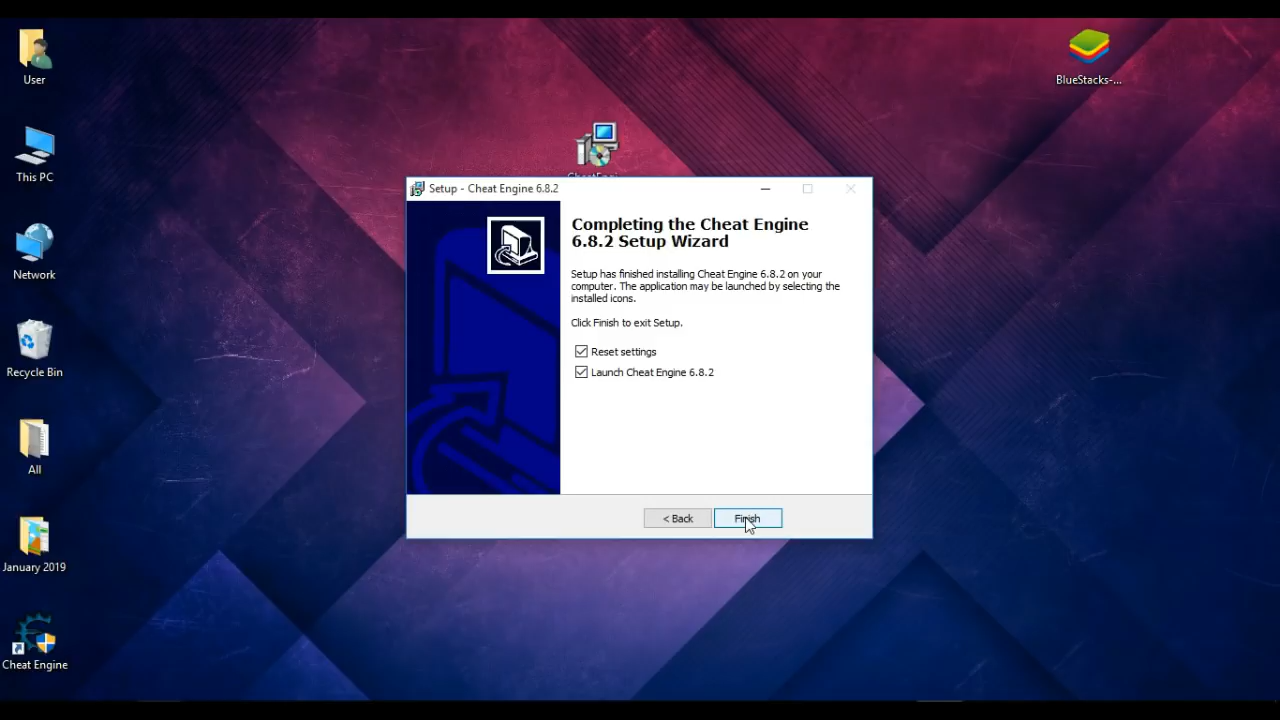 User
BlueStacks-...
This PC
Setup - Cheat Engine 6.8.2
Completing the Cheat Engine
6.8.2 Setup Wizard
Setup has finished installing Cheat Engine 6.8.2 on your
computer. The application may be launched by selecting the
installed icons.
Click Finish to exit Setup.
Reset settings
Launch Cheat Engine 6.8.2
< Back
Finish
Network
Recycle Bin
All
January 2019
Cheat Engine